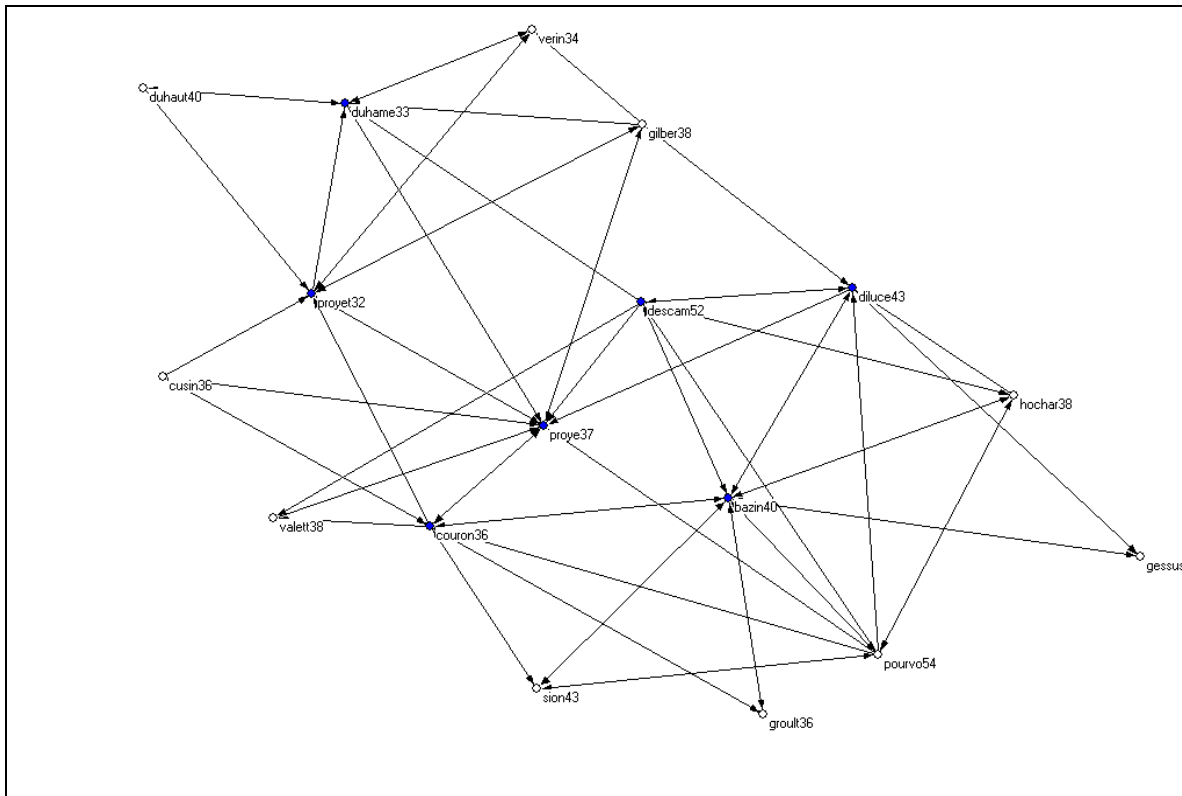 verin34
duhaut40
duhame33
gilber38
proyet32
descam52
diluce43
cusin36
hochar38
proye37
bazin40
valett38
couron36
gessus
pourvo54
sion43
groult36